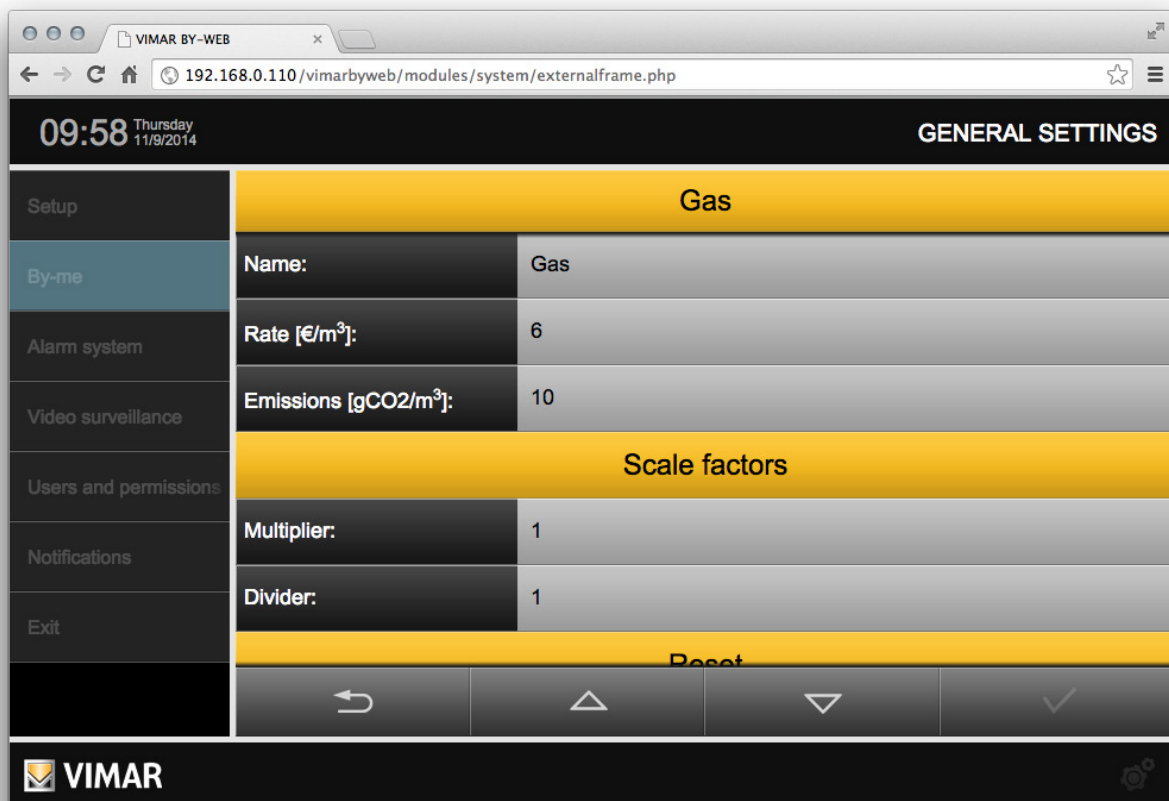 VIMAR BY-WEB
192.168.0.110/vimarbyweb/modules/system/externalframe.php
09:58 Thursday
11/9/2014
GENERAL SETTINGS
Setup
By-me
Alarm system
Video surveillance
Users and permissions
Notifications
Exit
Gas
Name: Gas
Rate [€/m³]: 6
Emissions [gCO2/m³]: 10
Scale factors
Multiplier: 1
Divider: 1
Reset
VIMAR